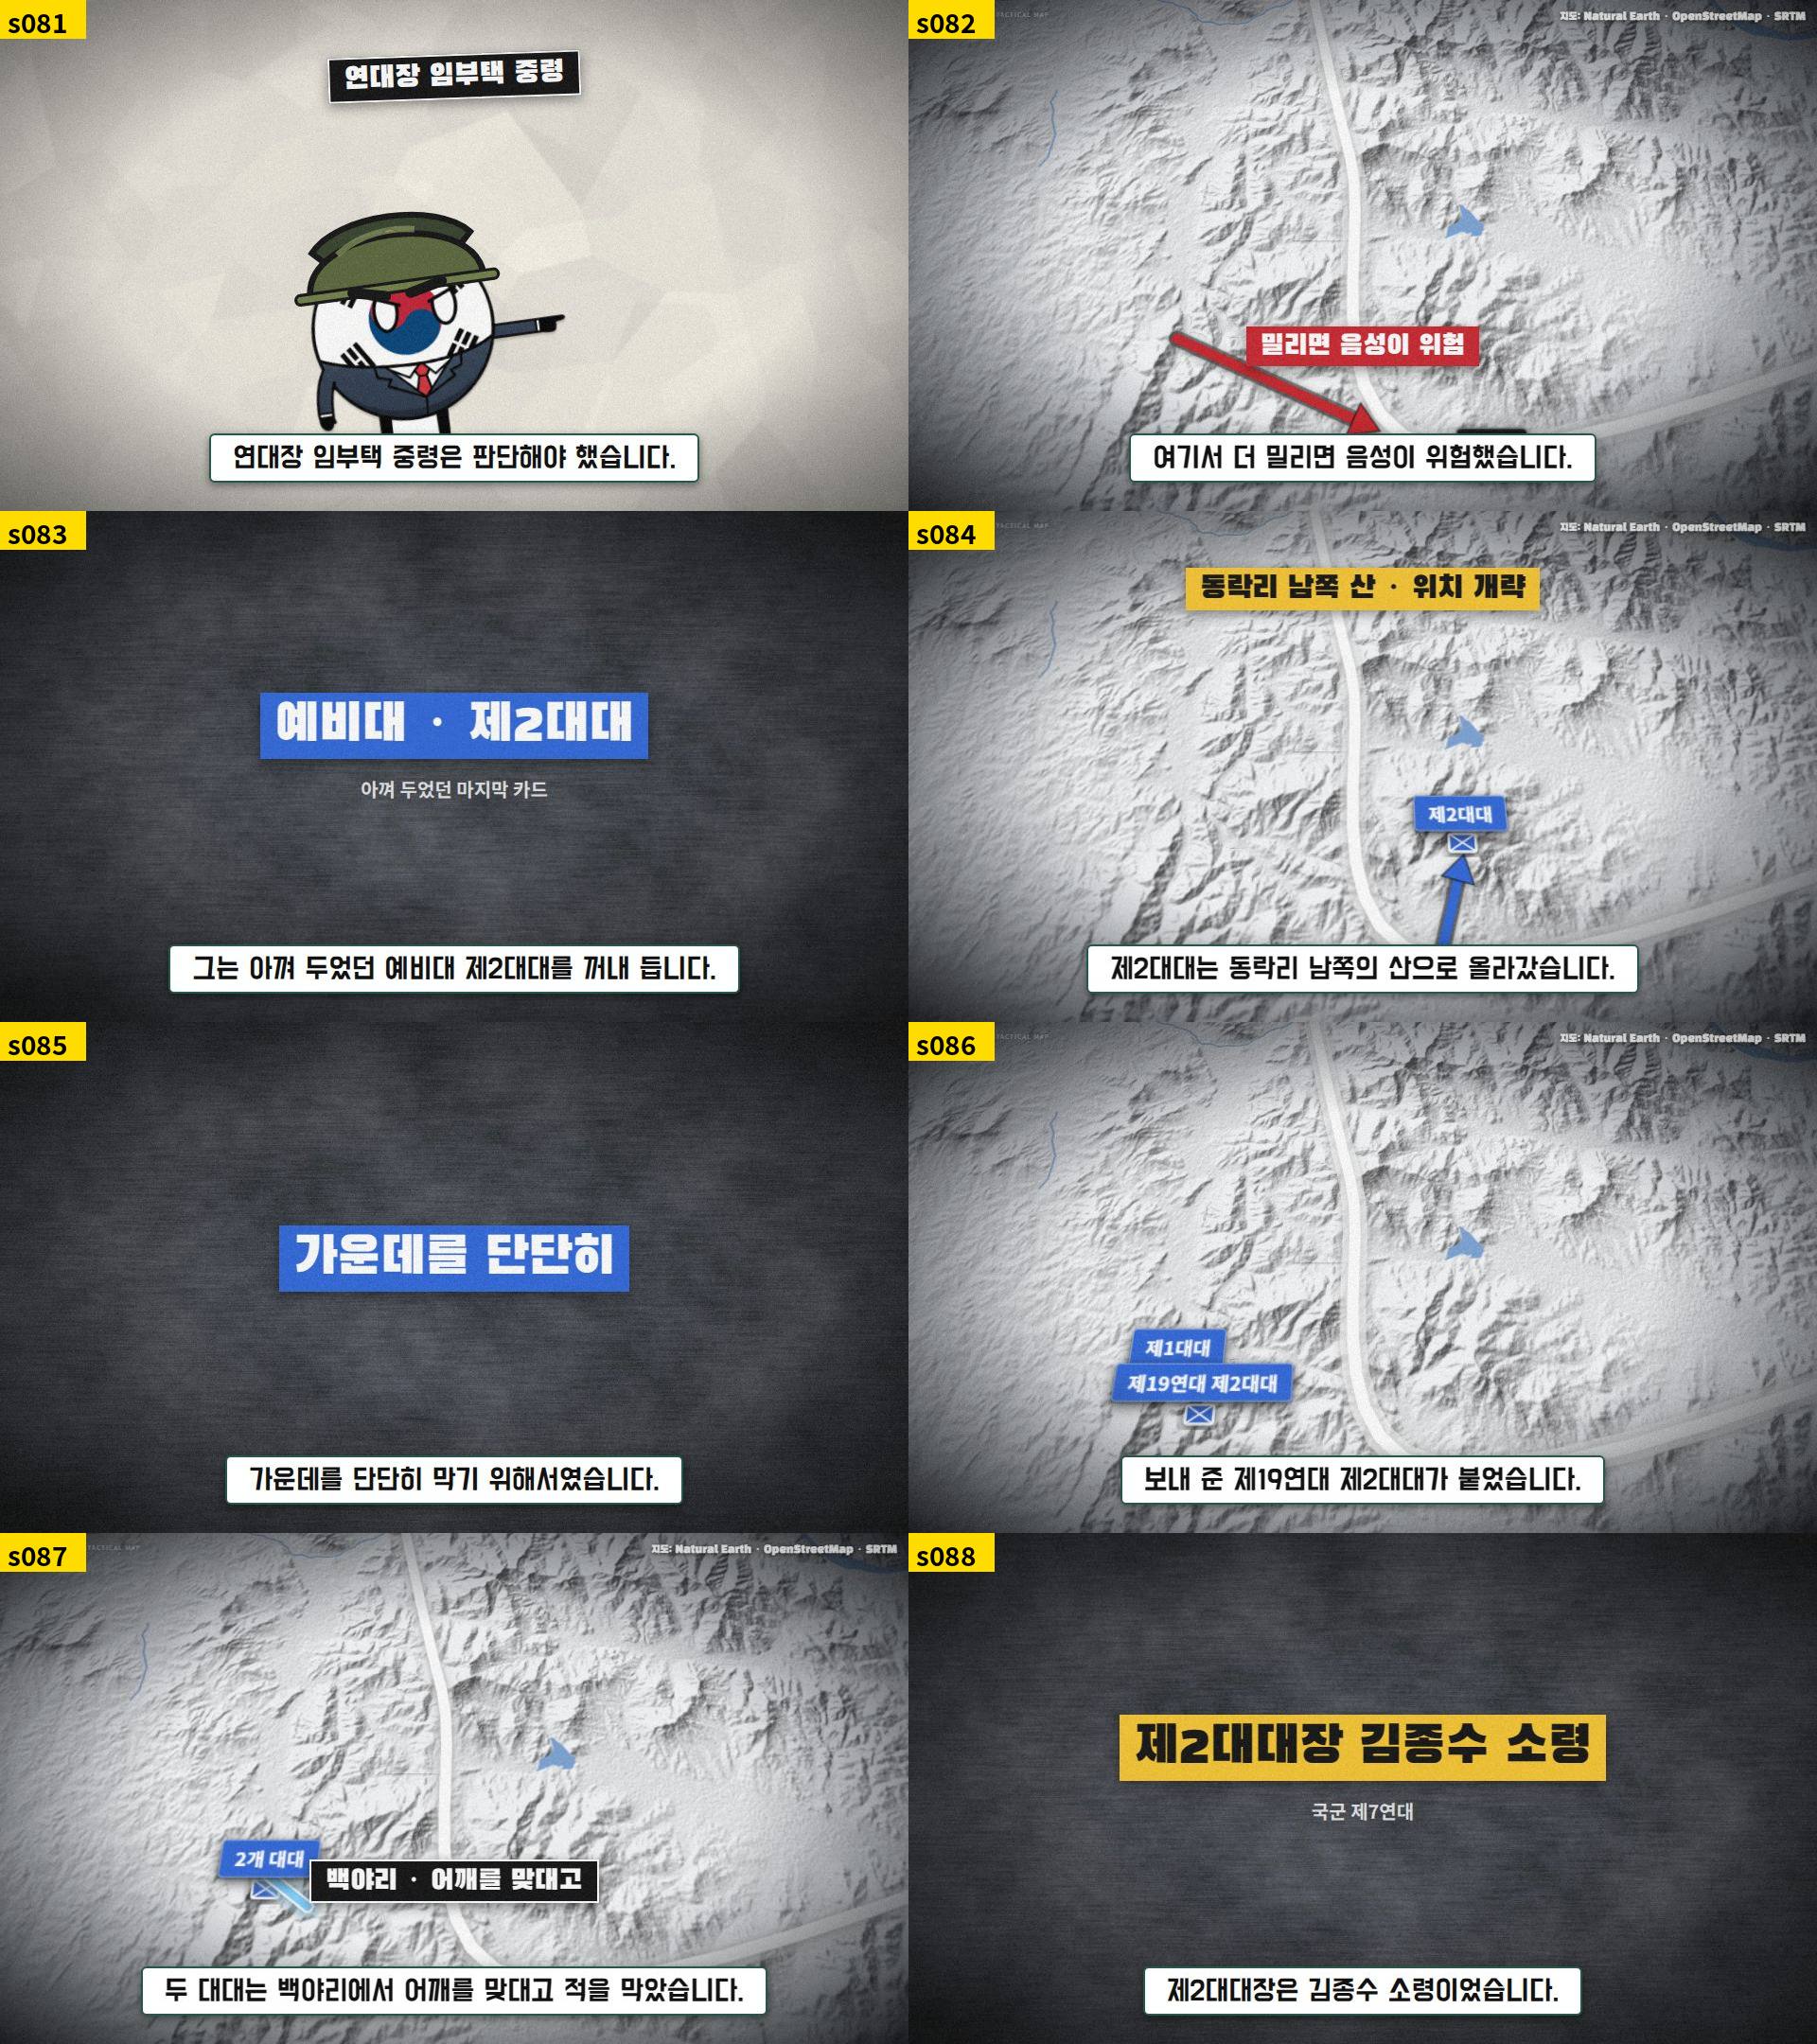 s081
연대장 임부택 중령
연대장 임부택 중령은 판단해야 했습니다.
s082
TACTICAL MAP
지도: Natural Earth · OpenStreetMap · SRTM
밀리면 음성이 위험
여기서 더 밀리면 음성이 위험했습니다.
s083
예비대 · 제2대대
아껴 두었던 마지막 카드
그는 아껴 두었던 예비대 제2대대를 꺼내 듭니다.
s084
TACTICAL MAP
지도: Natural Earth · OpenStreetMap · SRTM
동락리 남쪽 산 · 위치 개략
제2대대
제2대대는 동락리 남쪽의 산으로 올라갔습니다.
s085
가운데를 단단히
가운데를 단단히 막기 위해서였습니다.
s086
TACTICAL MAP
지도: Natural Earth · OpenStreetMap · SRTM
제1대대
제19연대 제2대대
보내 준 제19연대 제2대대가 붙었습니다.
s087
TACTICAL MAP
지도: Natural Earth · OpenStreetMap · SRTM
2개 대대
백야리 · 어깨를 맞대고
두 대대는 백야리에서 어깨를 맞대고 적을 막았습니다.
s088
제2대대장 김종수 소령
국군 제7연대
제2대대장은 김종수 소령이었습니다.